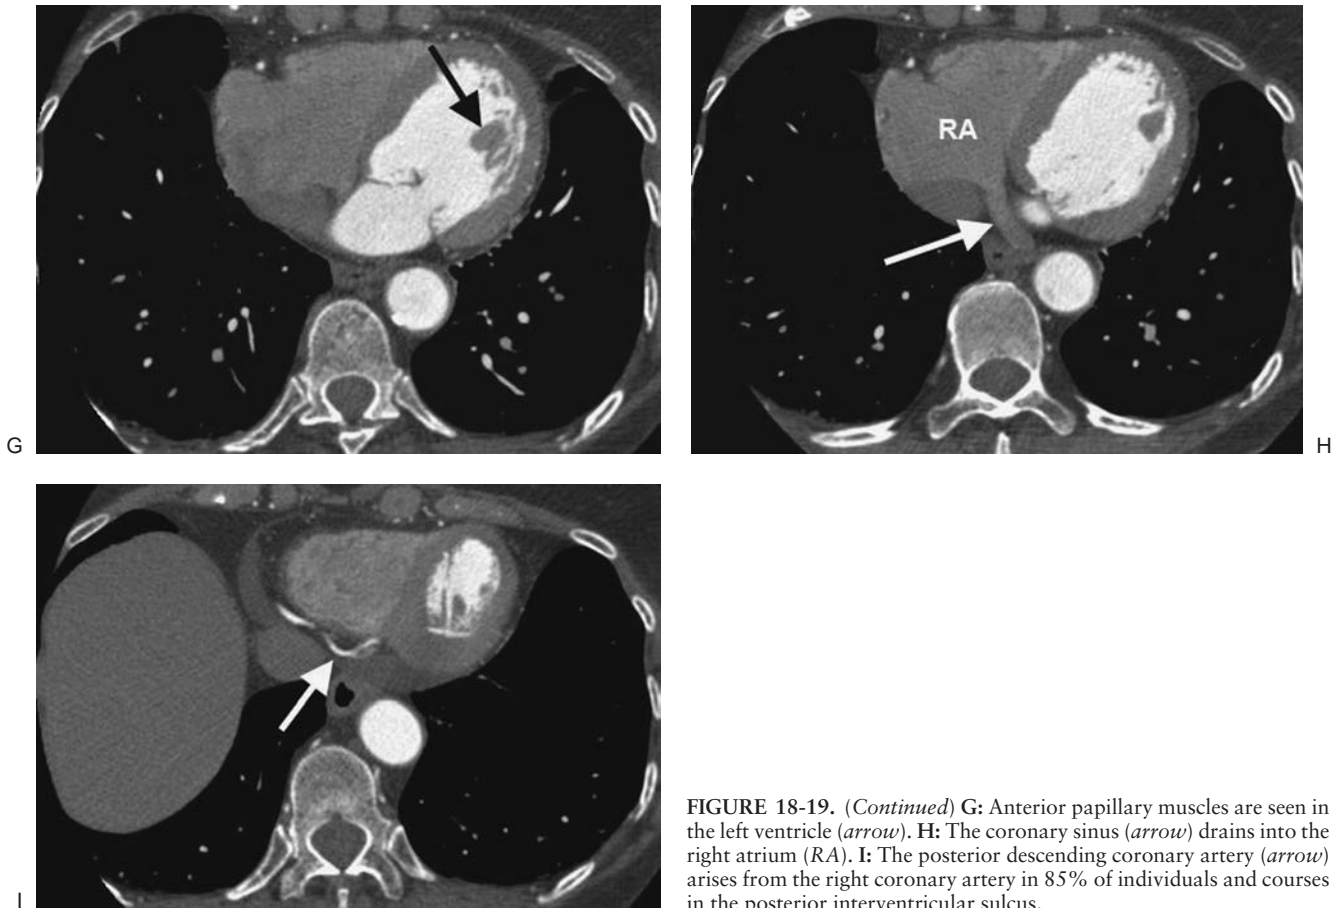 RA
G
H
I
FIGURE 18-19. (Continued) G: Anterior papillary muscles are seen in
the left ventricle (arrow). H: The coronary sinus (arrow) drains into the
right atrium (RA). I: The posterior descending coronary artery (arrow)
arises from the right coronary artery in 85% of individuals and courses
in the posterior interventricular sulcus.